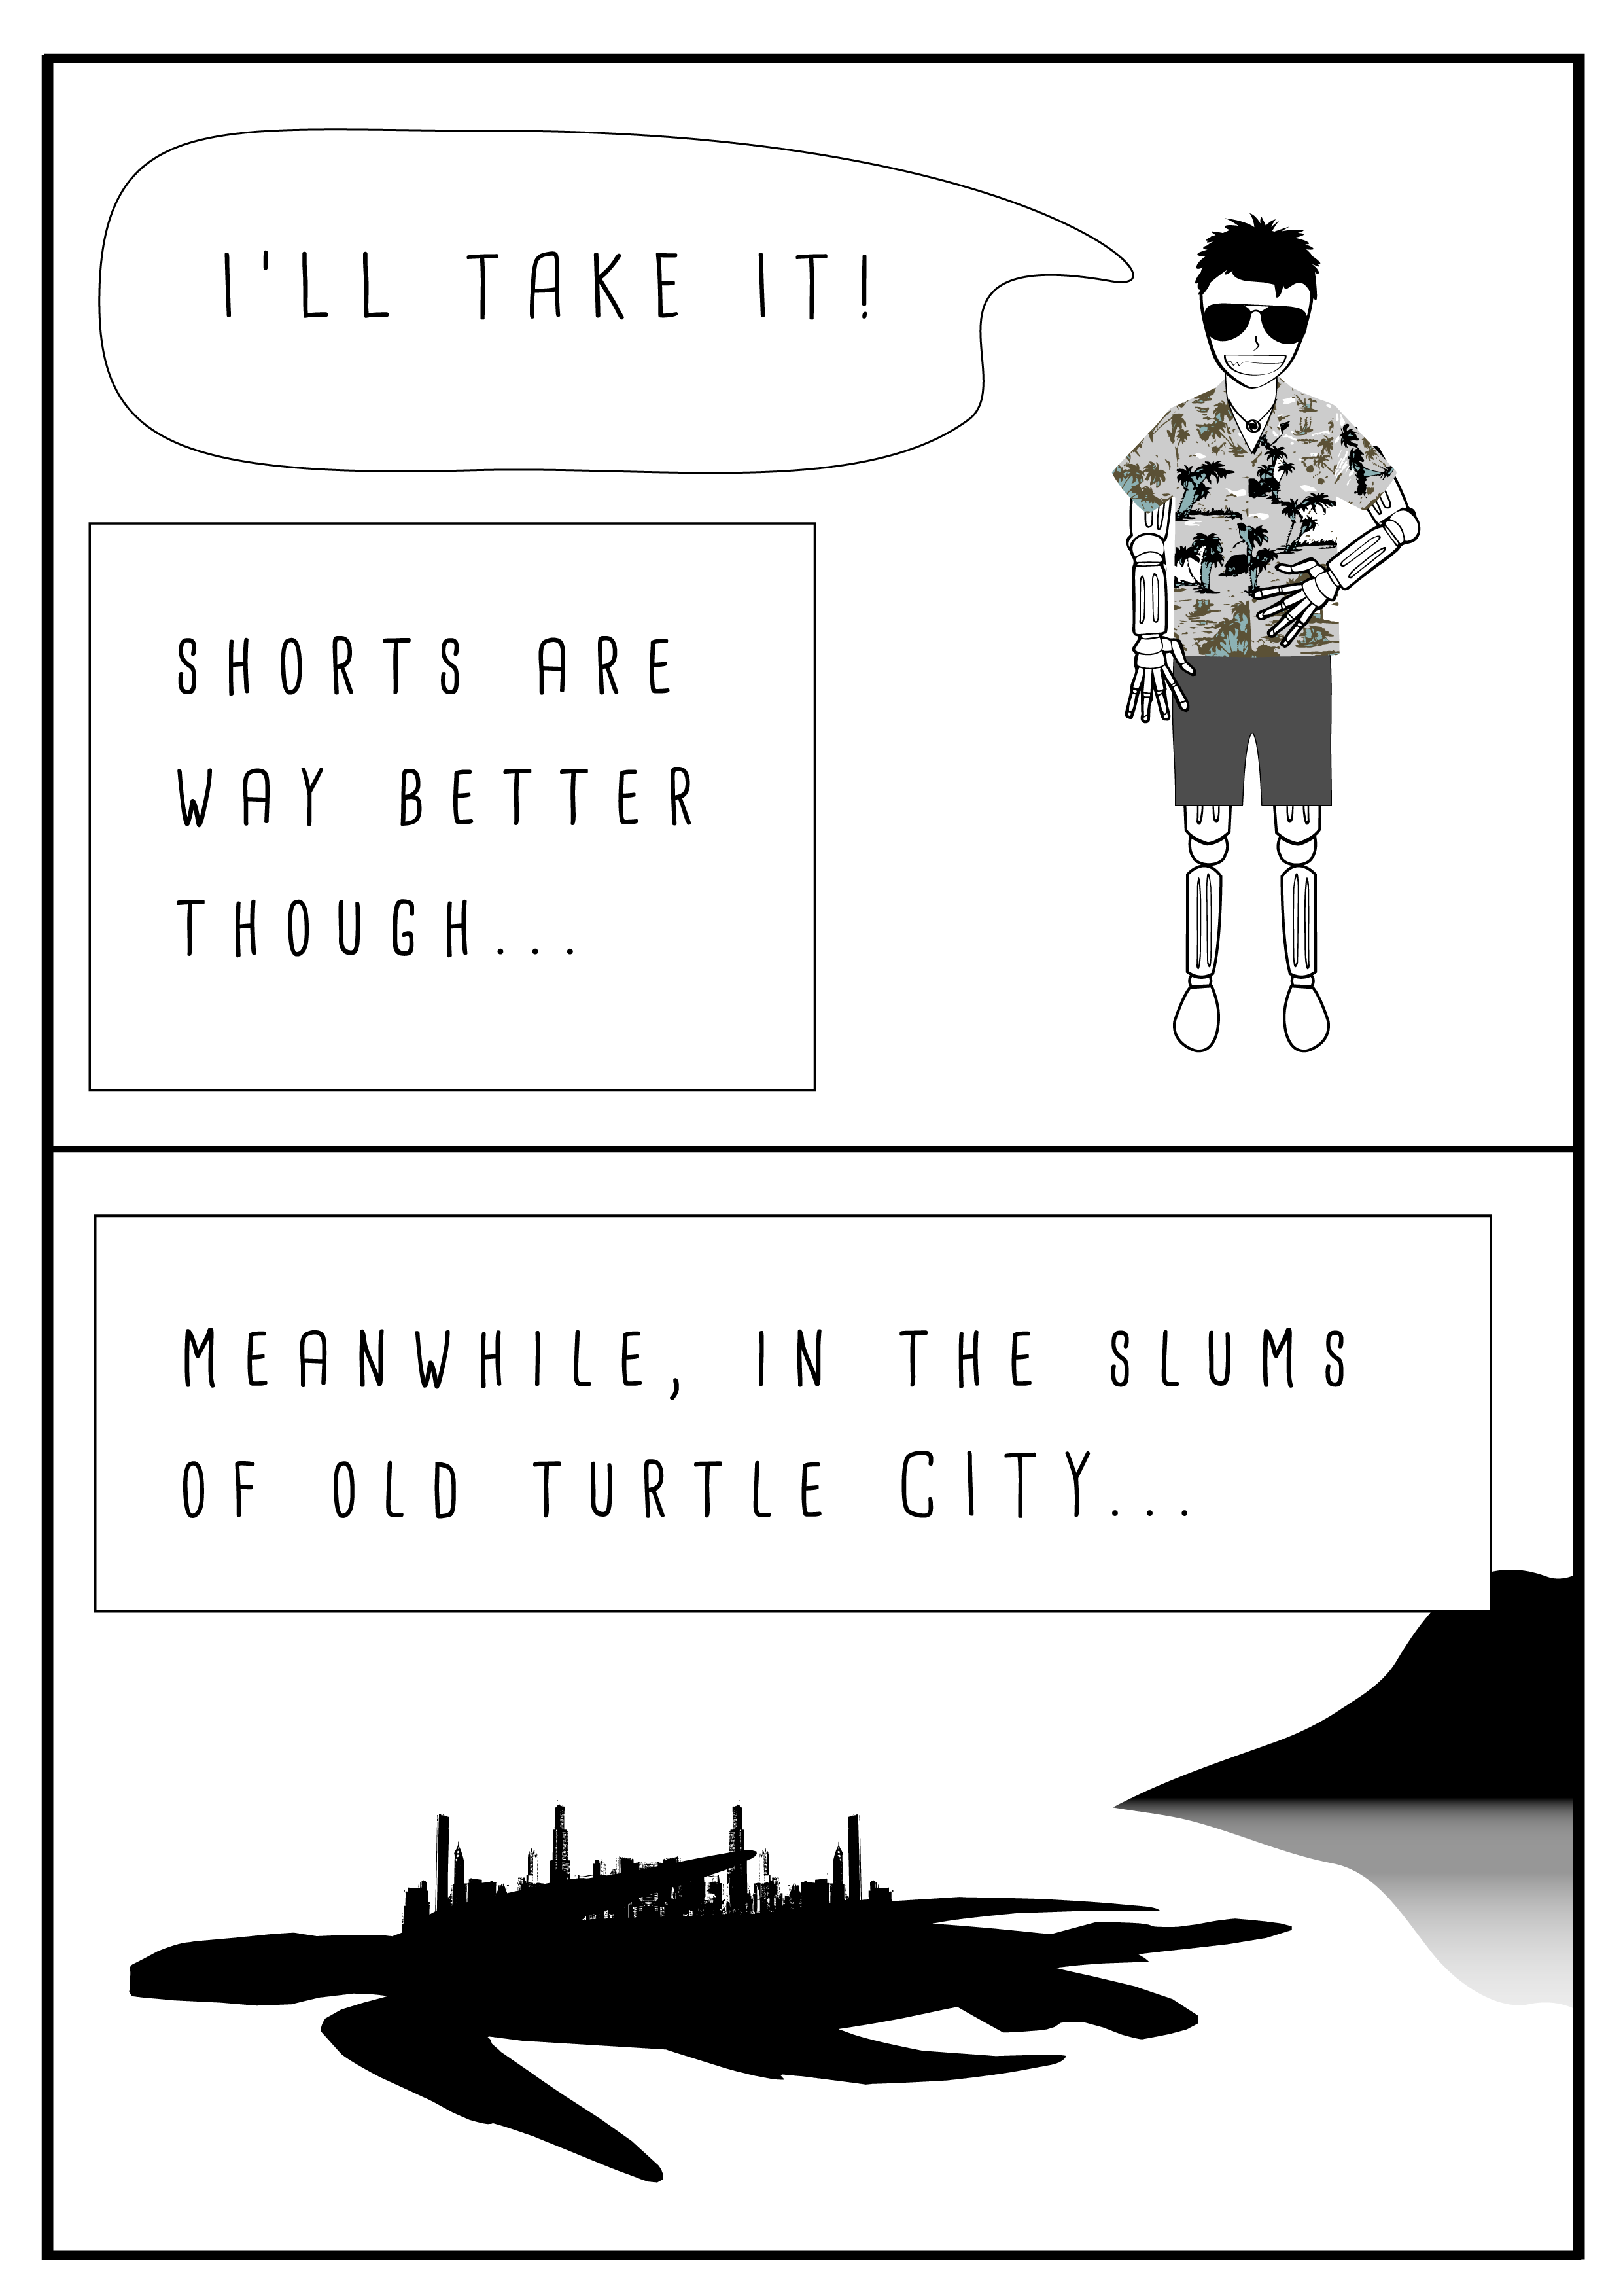 I'LL TAKE IT!
SHORTS ARE
WAY BETTER
THOUGH...
MEANWHILE, IN THE SLUMS
OF OLD TURTLE CITY...